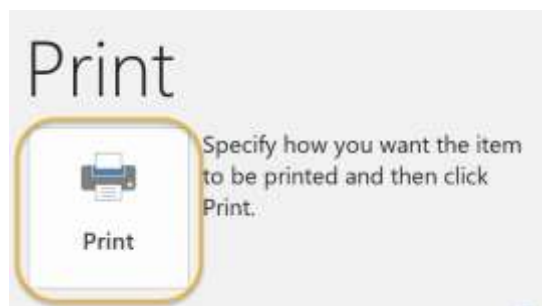 Print
Specify how you want the item
to be printed and then click
Print.
Print